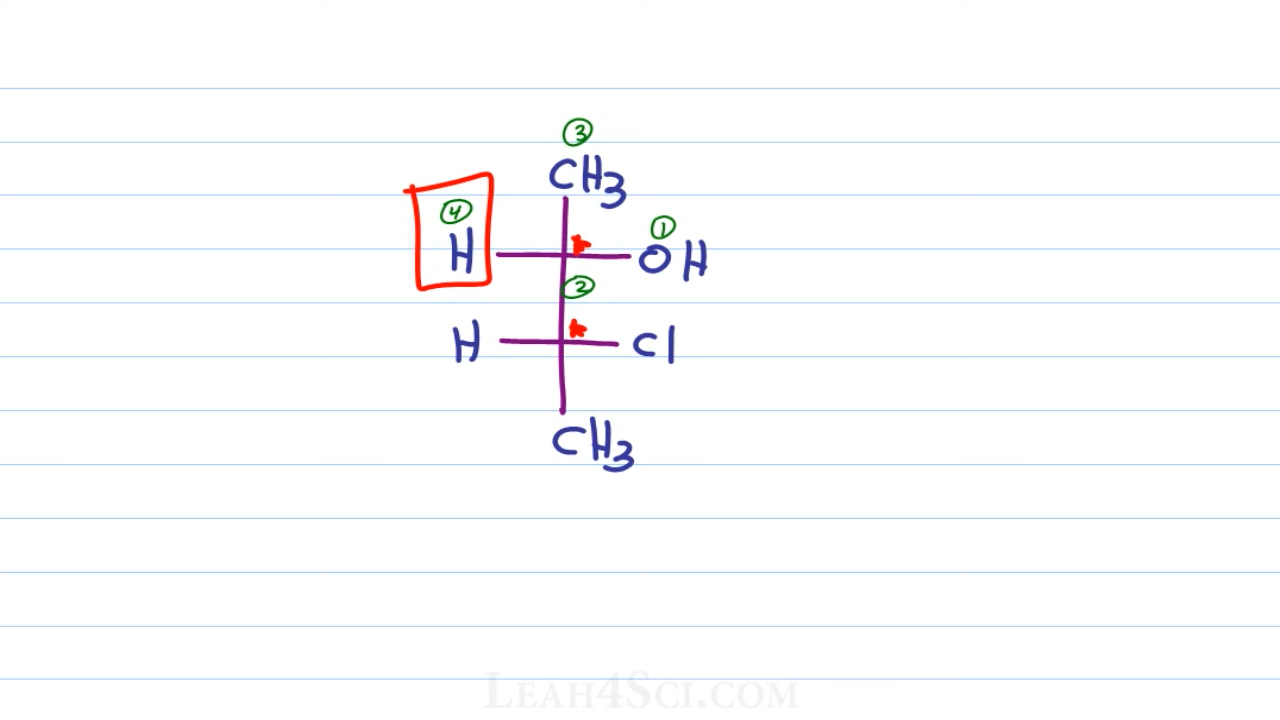 ③
CH3
④ ①
H OH
②
H Cl
CH3
LEAH4SCI.COM